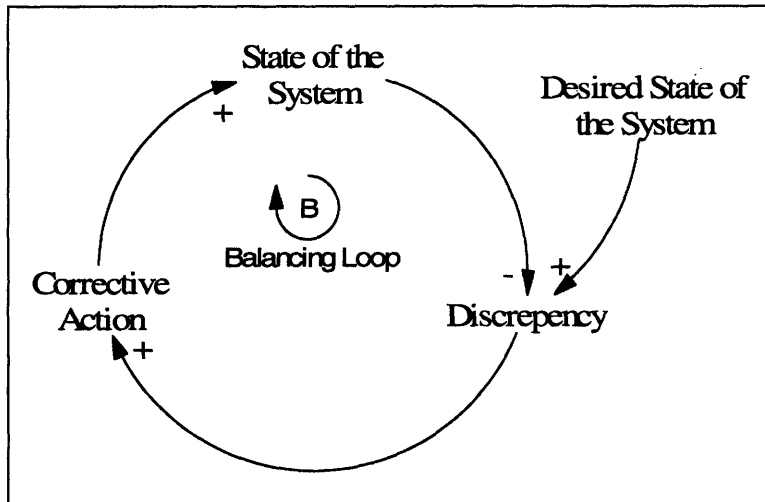 State of the
System
Desired State of
the System
+
B
Balancing Loop
- +
Corrective
Action
Discrepency
+